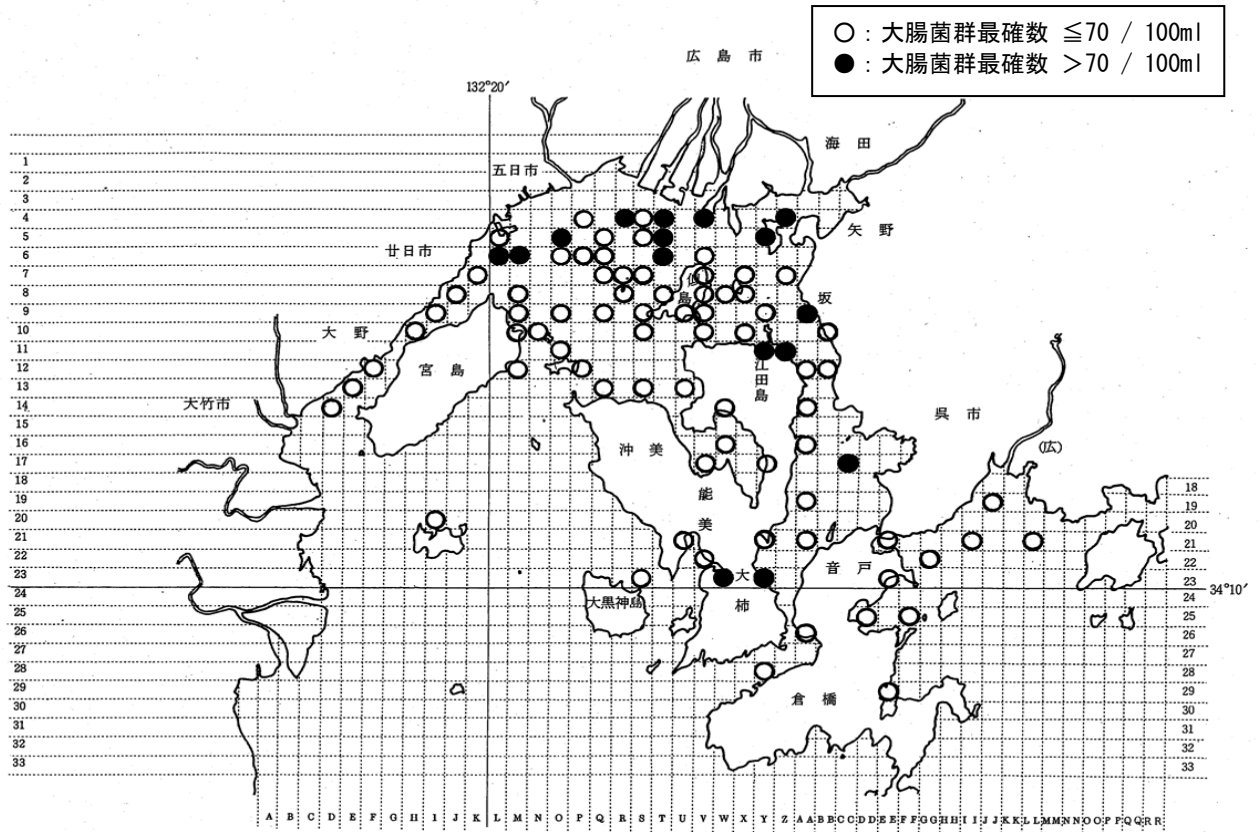 ○ : 大腸菌群最確数 ≦70 / 100ml
● : 大腸菌群最確数 >70 / 100ml
広島市
132°20′
海田
五日市
矢野
廿日市
似島
坂
大野
宮島
江田島
大竹市
呉市
(広)
沖美
能美
音戸
大柿
大黒神島
34°10′
倉橋
1
2
3
4
5
6
7
8
9
10
11
12
13
14
15
16
17
18
19
20
21
22
23
24
25
26
27
28
29
30
31
32
33
18
19
20
21
22
23
24
25
26
27
28
29
30
31
32
33
A B C D E F G H I J K L M N O P Q R S T U V W X Y Z AA BB CC DD EE FF GG HH II JJ KK LL MM NN OO PP QQ RR